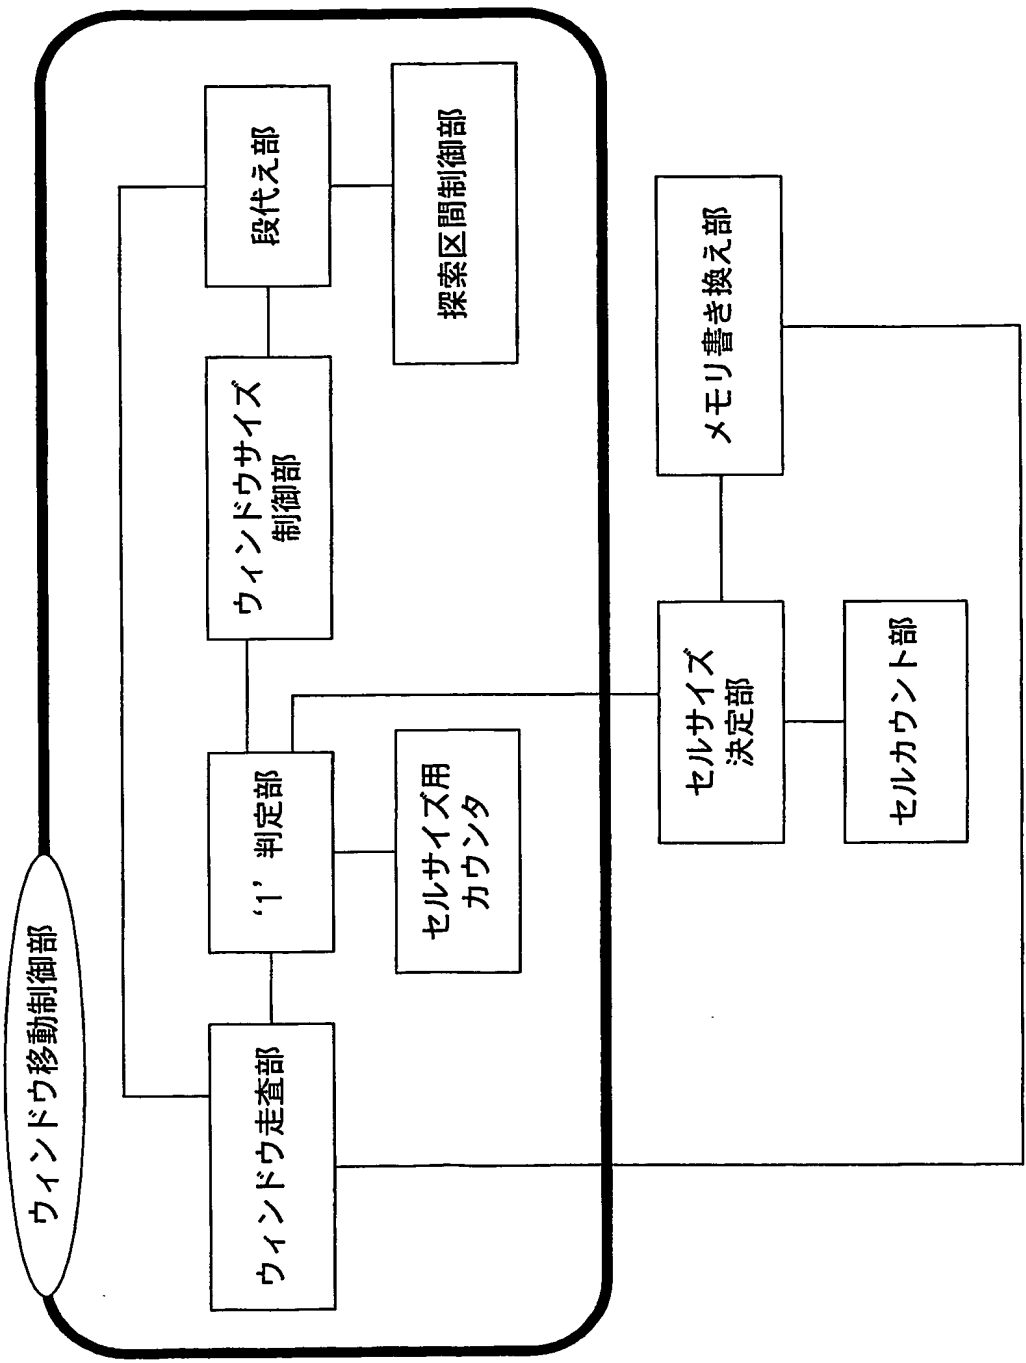 ウィンドウ移動制御部
ウィンドウ走査部
‘1’ 判定部
ウィンドウサイズ
制御部
段代え部
セルサイズ用
カウンタ
探索区間制御部
セルサイズ
決定部
メモリ書き換え部
セルカウント部